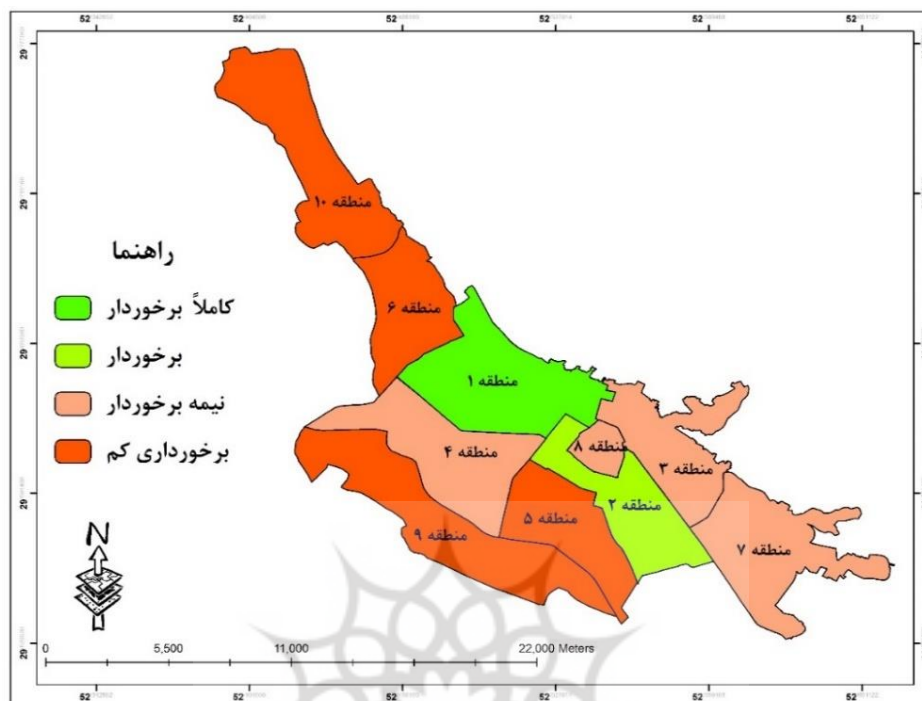 52 52 52 52 52 52
29
29
29
29
29
منطقه ۱۰
منطقه ۶
منطقه ۱
منطقه ۸
منطقه ۳
منطقه ۴
منطقه ۲
منطقه ۵
منطقه ۹
منطقه ۷
راهنما
کاملاً برخوردار
برخوردار
نیمه برخوردار
برخورداری کم
N
0 5,500 11,000 22,000 Meters
52 52 52 52 52 52